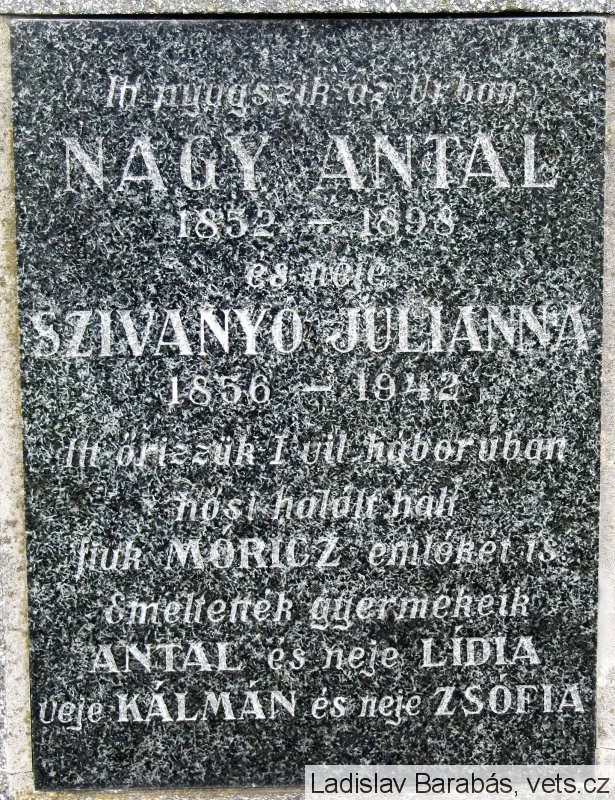 Itt nyugszik az Úrban
NAGY ANTAL
1852 – 1898
és neje
SZIVANYO JULIANNA
1856 – 1942
Itt őrizzük I vil. háborúban
hősi halált halt
fiuk MÓRICZ emlékét is.
Emeltették gyermekeik
ANTAL és neje LÍDIA
Veje KÁLMÁN és neje ZSÓFIA
Ladislav Barabás, vets.cz